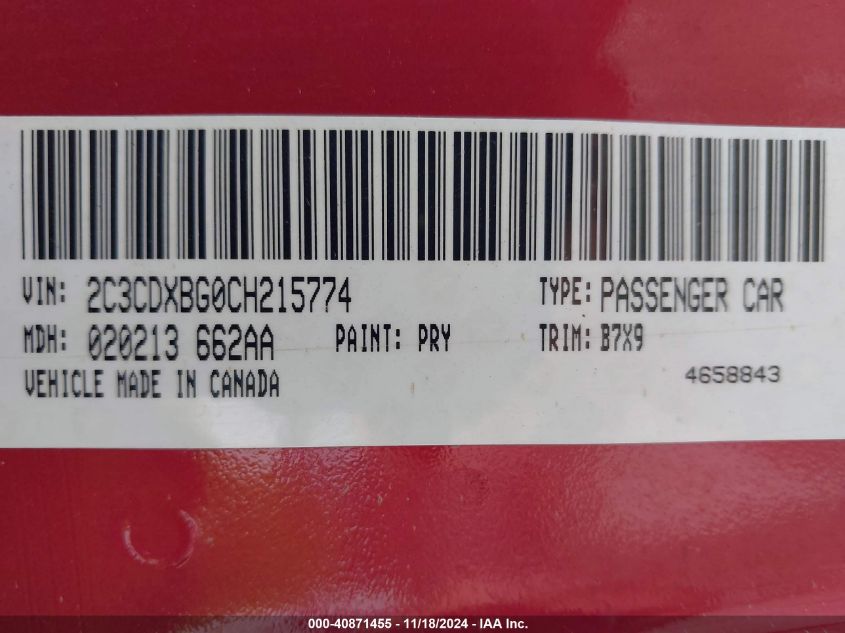 VIN: 2C3CDXBG0CH215774 TYPE: PASSENGER CAR
MDH: 020213 662AA PAINT: PRY TRIM: B7X9
VEHICLE MADE IN CANADA 4658843
000-40871455 - 11/18/2024 - IAA Inc.